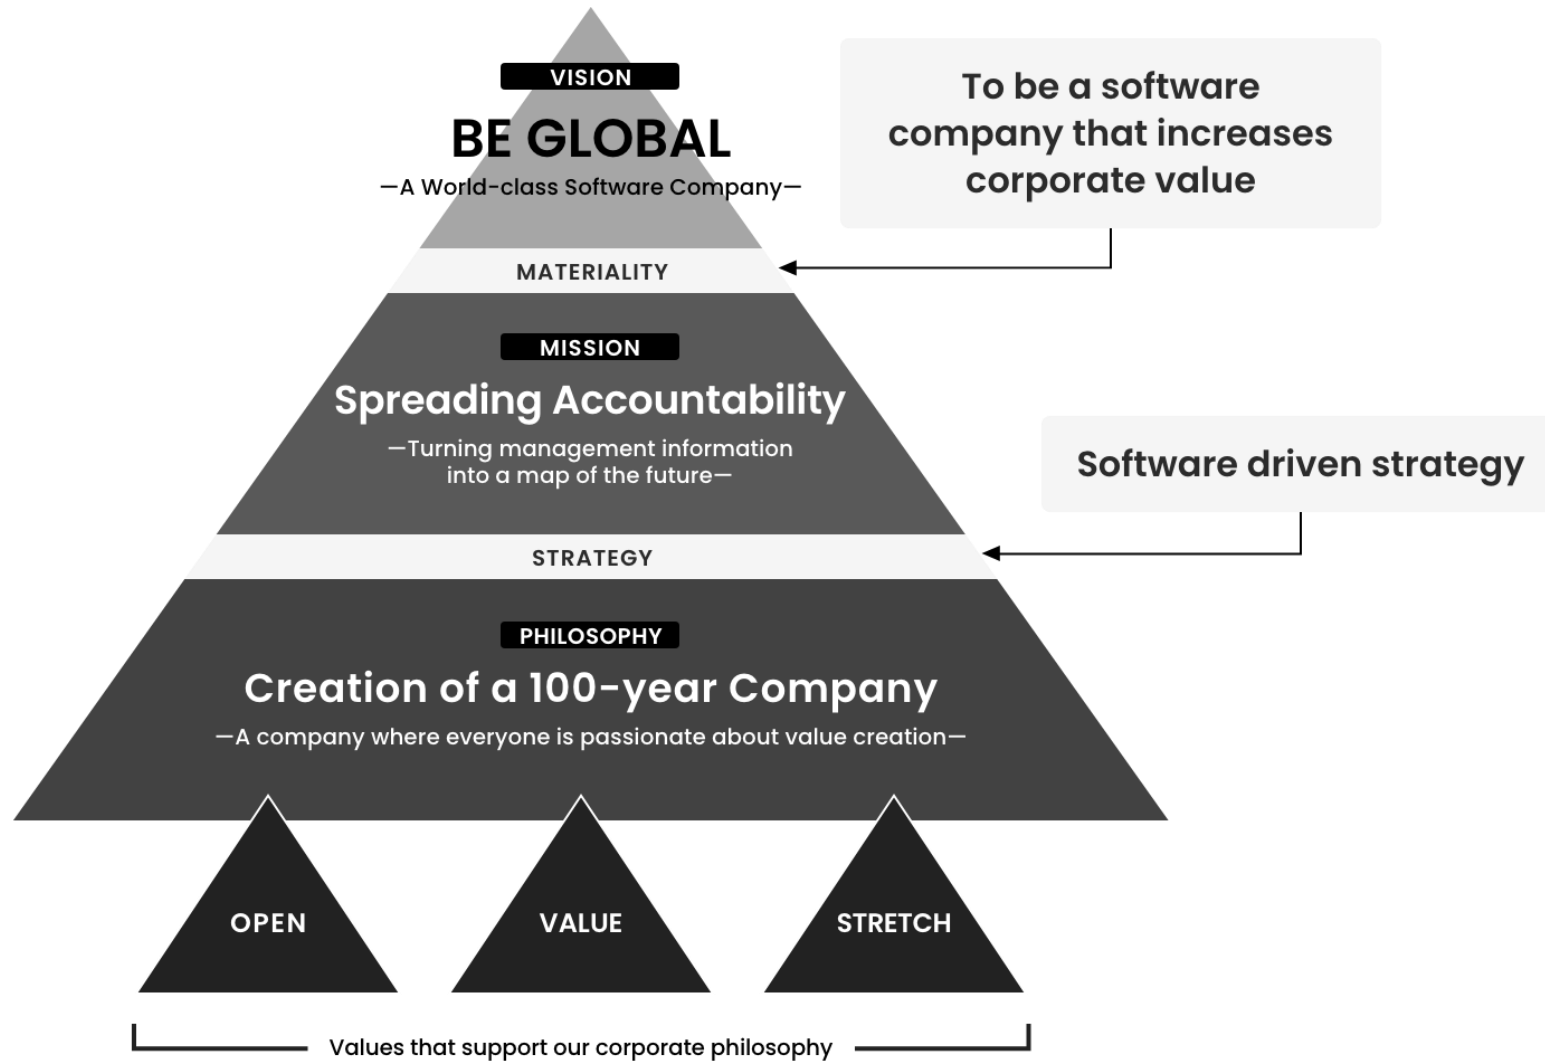 VISION
BE GLOBAL
—A World-class Software Company—
To be a software
company that increases
corporate value
MATERIALITY
MISSION
Spreading Accountability
—Turning management information
into a map of the future—
Software driven strategy
STRATEGY
PHILOSOPHY
Creation of a 100-year Company
—A company where everyone is passionate about value creation—
OPEN
VALUE
STRETCH
Values that support our corporate philosophy